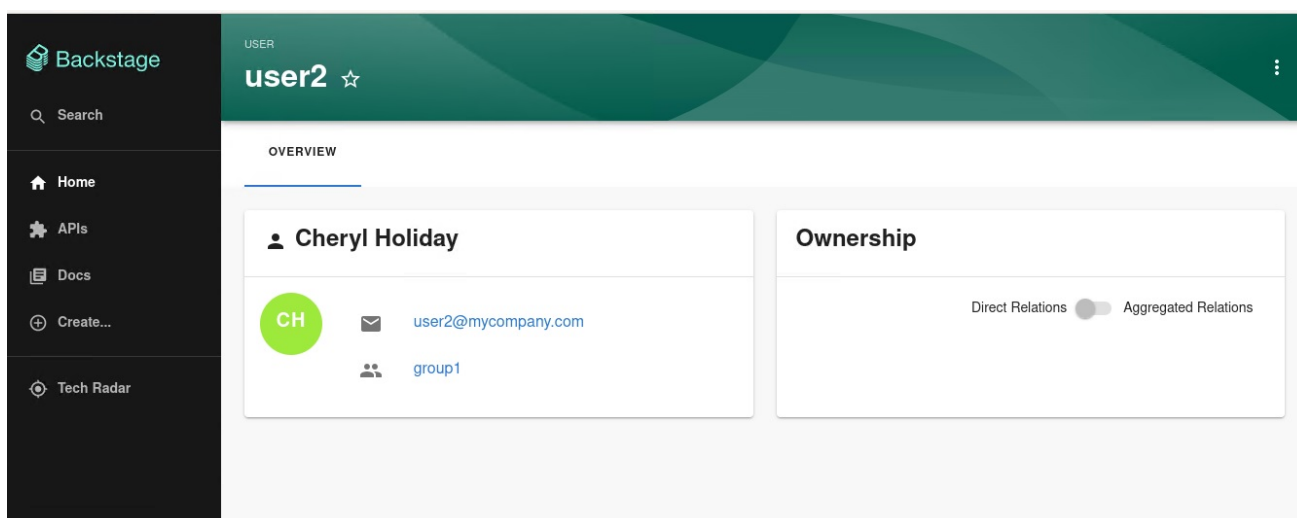 Backstage
Search
Home
APIs
Docs
Create...
Tech Radar
USER
user2
OVERVIEW
Cheryl Holiday
CH
user2@mycompany.com
group1
Ownership
Direct Relations
Aggregated Relations